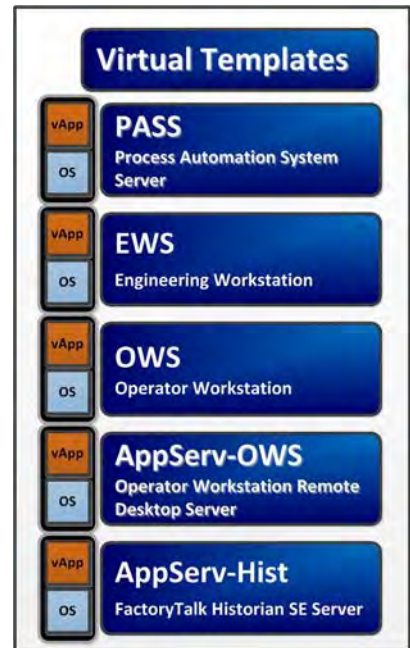 Virtual Templates
vApp
OS
PASS
Process Automation System
Server
vApp
OS
EWS
Engineering Workstation
vApp
OS
OWS
Operator Workstation
vApp
OS
AppServ-OWS
Operator Workstation Remote
Desktop Server
vApp
OS
AppServ-Hist
FactoryTalk Historian SE Server